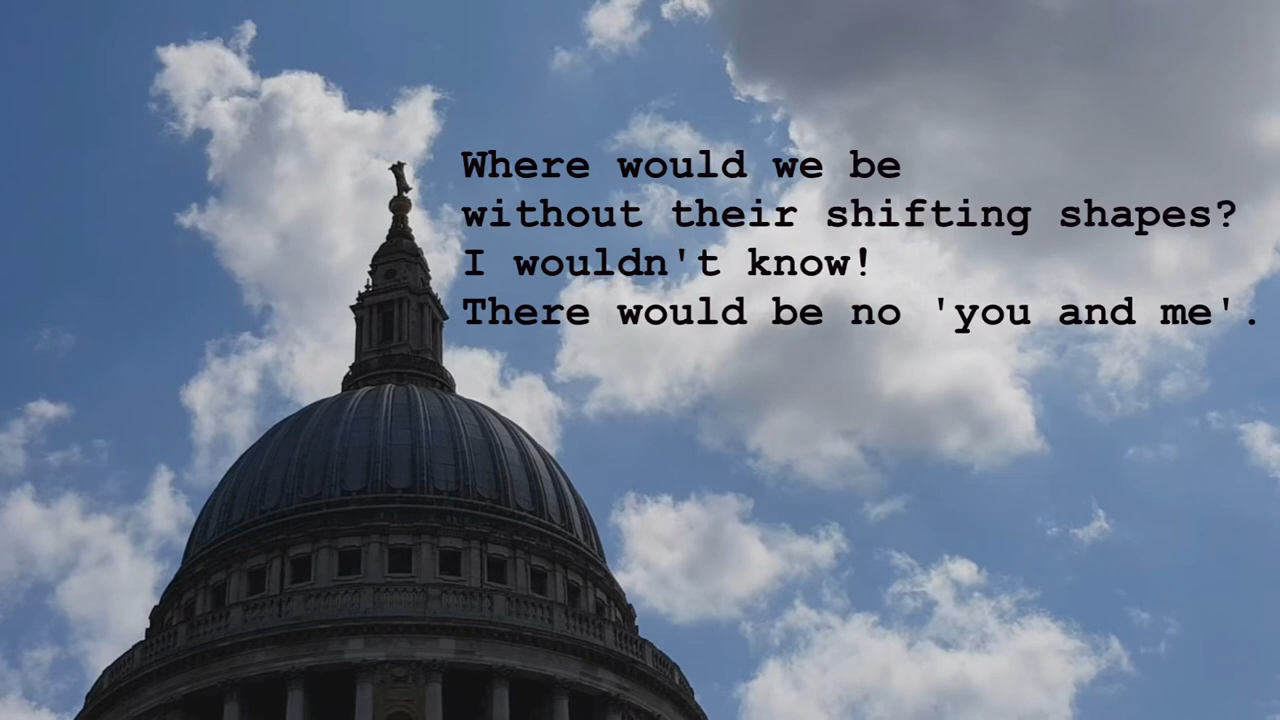 Where would we be
without their shifting shapes?
I wouldn't know!
There would be no 'you and me'.